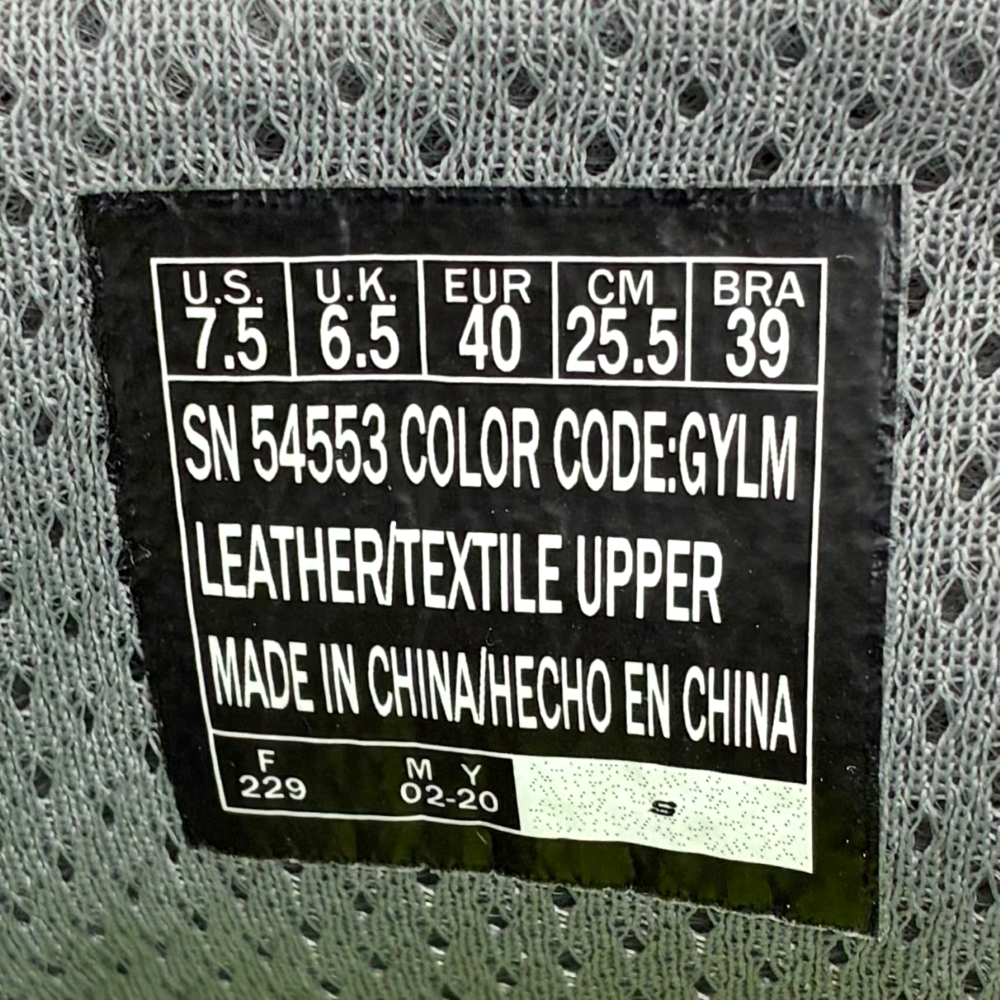 U.S. U.K. EUR CM BRA
7.5 6.5 40 25.5 39
SN 54553 COLOR CODE:GYLM
LEATHER/TEXTILE UPPER
MADE IN CHINA/HECHO EN CHINA
F M Y
229 02-20 S